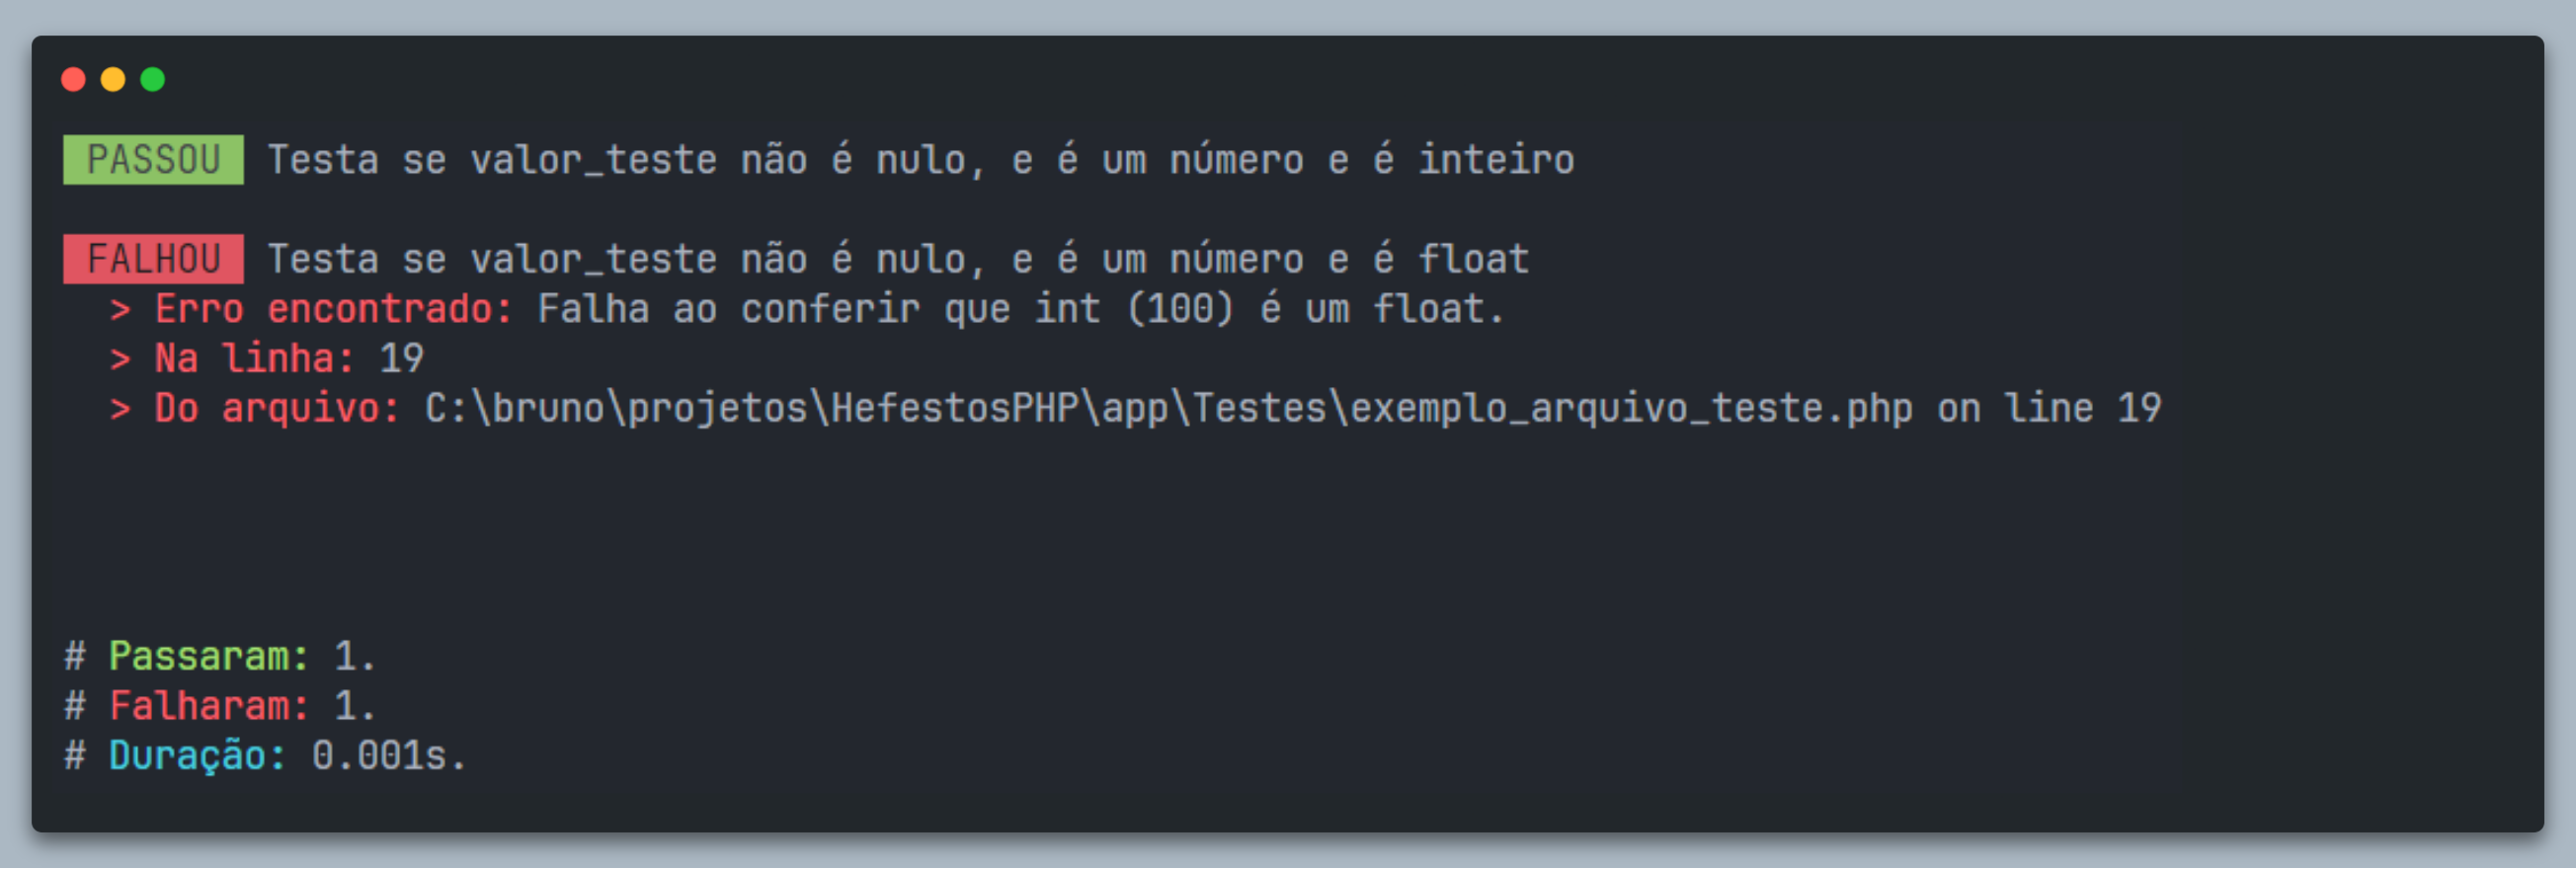 PASSOU Testa se valor_teste não é nulo, e é um número e é inteiro
FALHOU Testa se valor_teste não é nulo, e é um número e é float
> Erro encontrado: Falha ao conferir que int (100) é um float.
> Na linha: 19
> Do arquivo: C:\bruno\projetos\HefestosPHP\app\Testes\exemplo_arquivo_teste.php on line 19
# Passaram: 1.
# Falharam: 1.
# Duração: 0.001s.